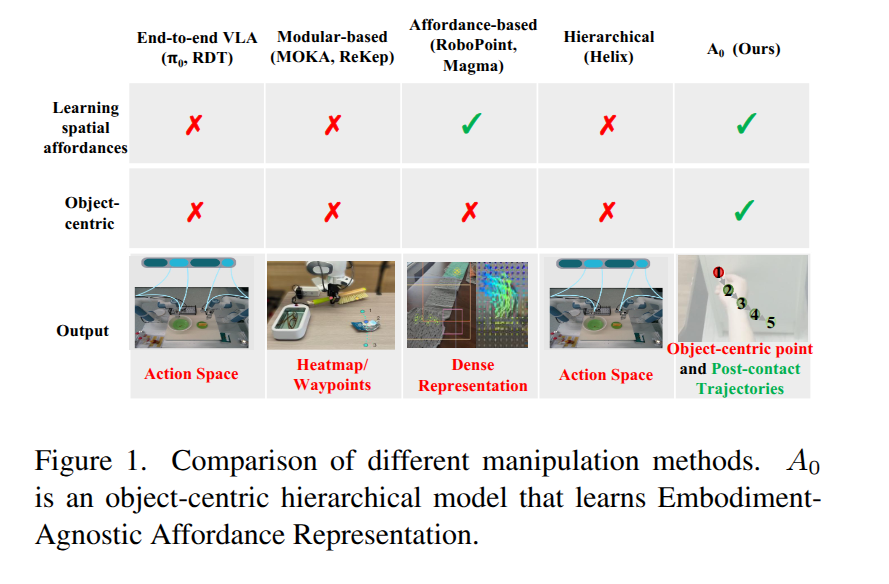 End-to-end VLA
(π₀, RDT)
Modular-based
(MOKA, ReKep)
Affordance-based
(RoboPoint,
Magma)
Hierarchical
(Helix)
A₀ (Ours)
Learning
spatial
affordances
✗ ✗ ✓ ✗ ✓
Object-
centric
✗ ✗ ✗ ✗ ✓
Output
1
2
3
4
5
Action Space
Heatmap/
Waypoints
Dense
Representation
Action Space
Object-centric point
and Post-contact
Trajectories
Figure 1. Comparison of different manipulation methods. A₀
is an object-centric hierarchical model that learns Embodiment-
Agnostic Affordance Representation.